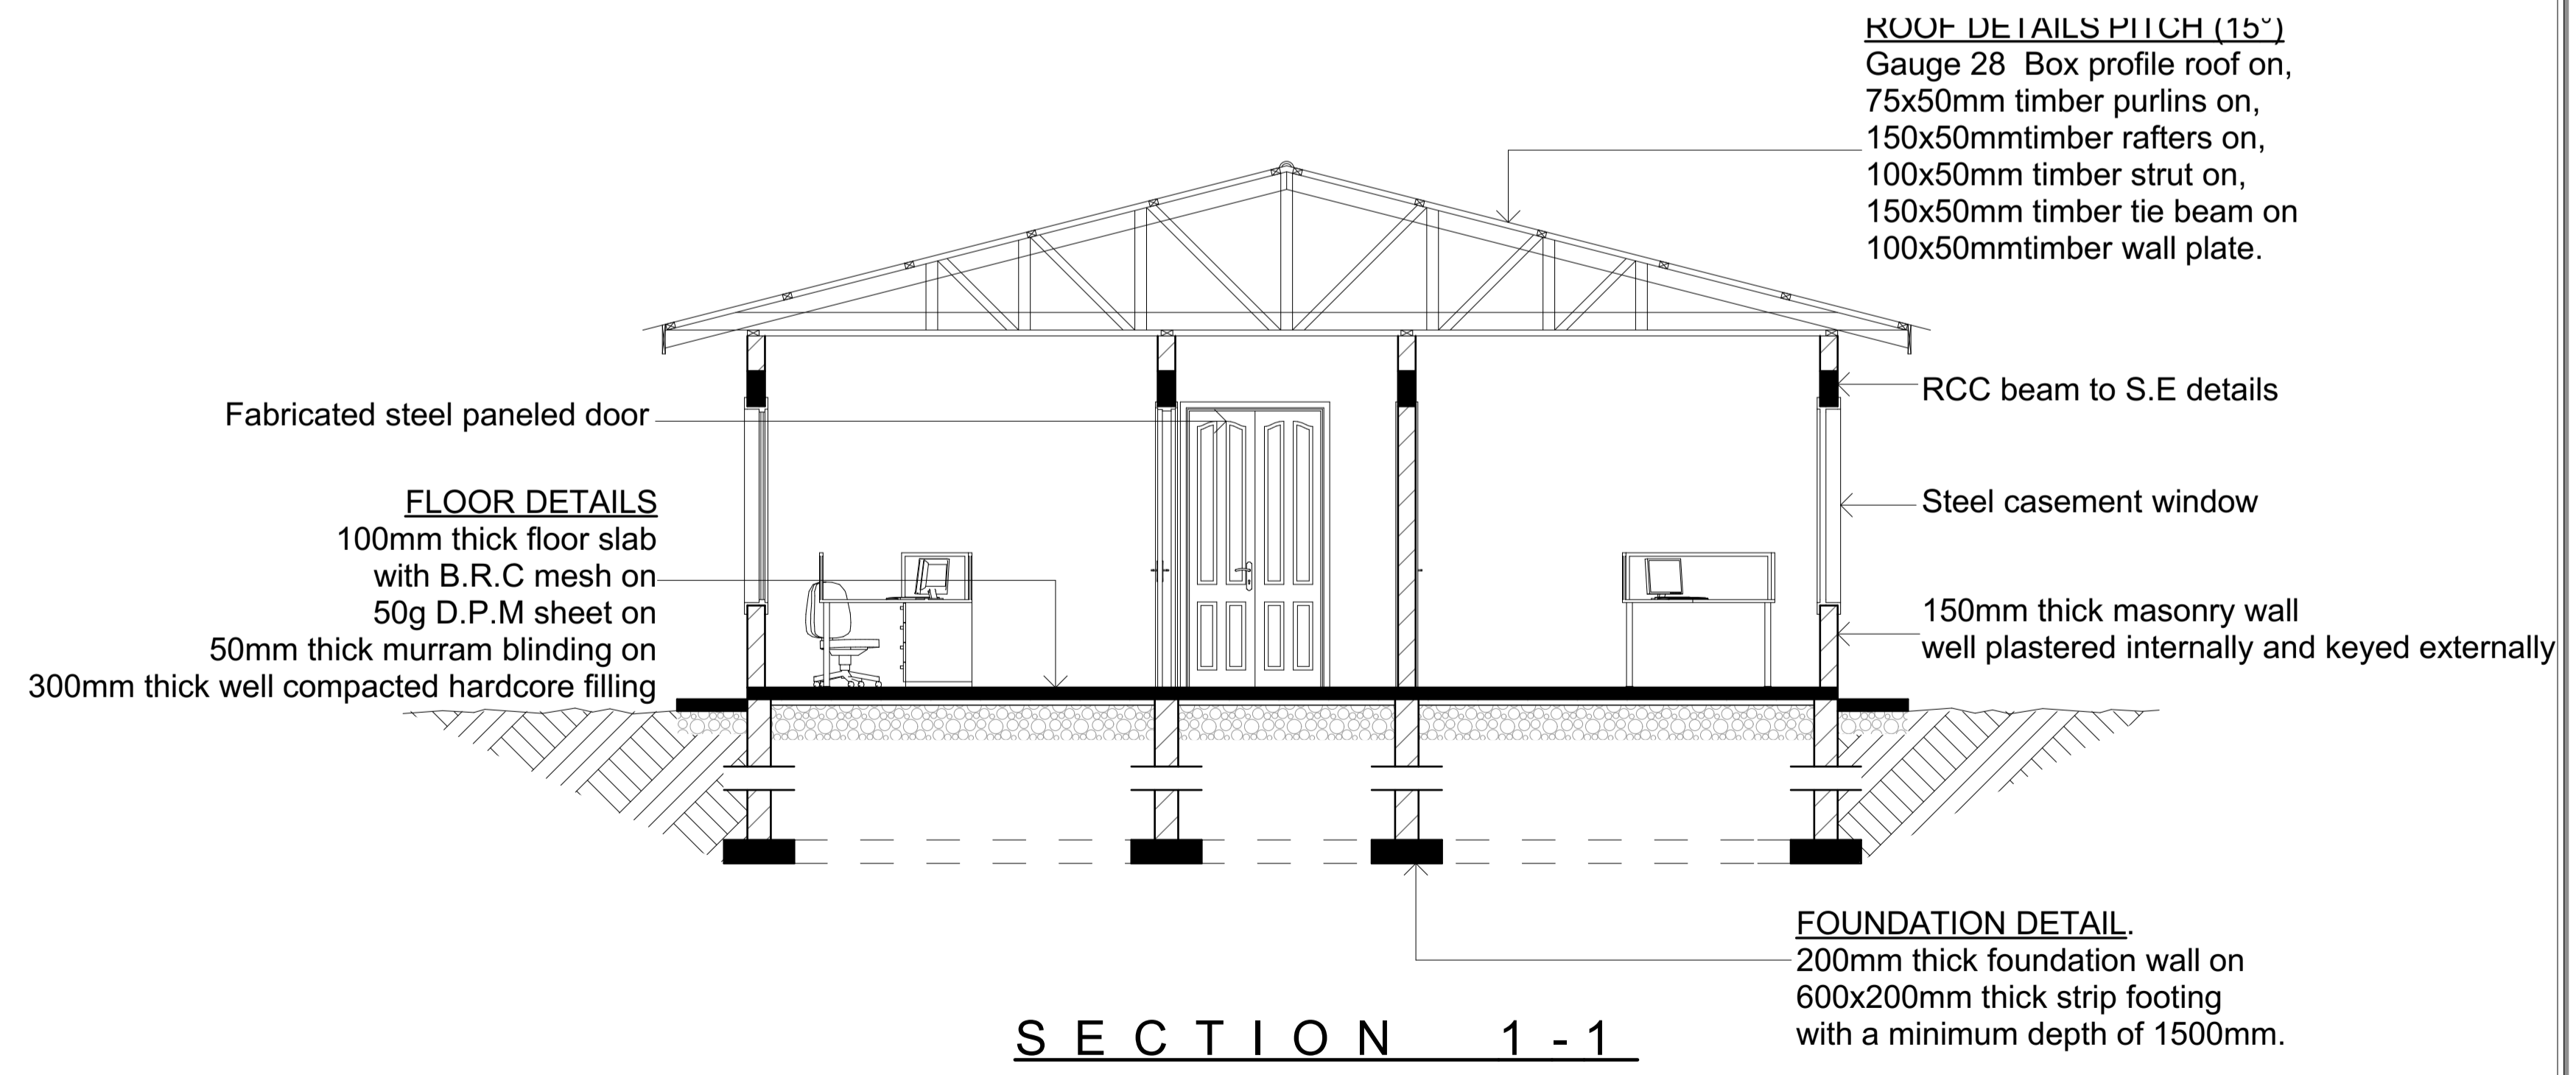 ROOF DETAILS PITCH (15°)
Gauge 28 Box profile roof on,
75x50mm timber purlins on,
150x50mmtimber rafters on,
100x50mm timber strut on,
150x50mm timber tie beam on
100x50mmtimber wall plate.
RCC beam to S.E details
Fabricated steel paneled door
Steel casement window
FLOOR DETAILS
100mm thick floor slab
with B.R.C mesh on
50g D.P.M sheet on
50mm thick murram blinding on
300mm thick well compacted hardcore filling
150mm thick masonry wall
well plastered internally and keyed externally
FOUNDATION DETAIL.
200mm thick foundation wall on
600x200mm thick strip footing
with a minimum depth of 1500mm.
SECTION 1-1